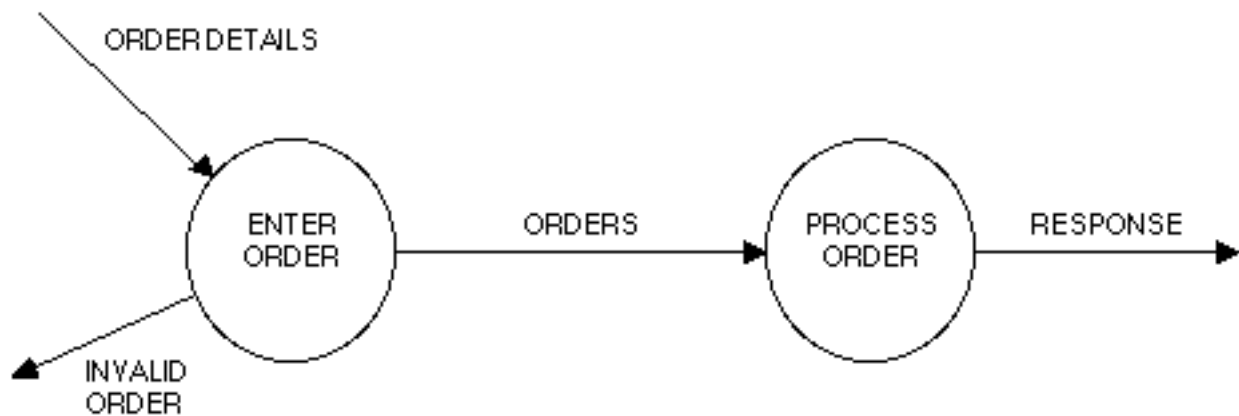 ORDER DETAILS
ENTER
ORDER
ORDERS
PROCESS
ORDER
RESPONSE
INVALID
ORDER